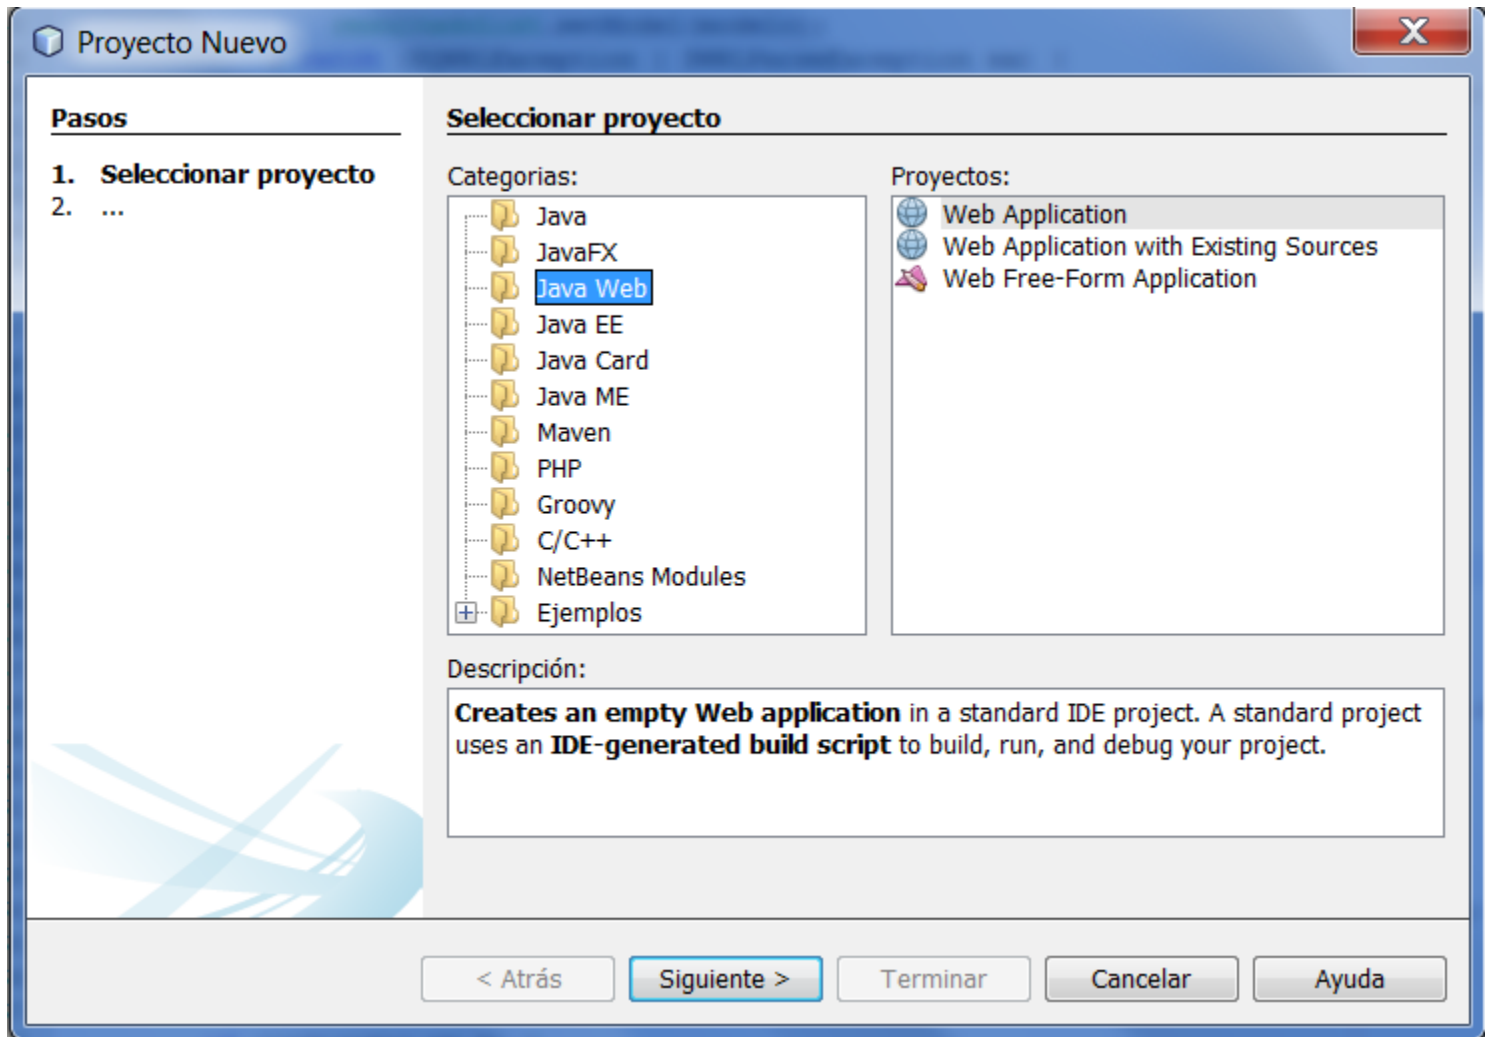 Proyecto Nuevo
X
Pasos
1. Seleccionar proyecto
2. ...
Seleccionar proyecto
Categorias:
Java
JavaFX
Java Web
Java EE
Java Card
Java ME
Maven
PHP
Groovy
C/C++
NetBeans Modules
Ejemplos
Proyectos:
Web Application
Web Application with Existing Sources
Web Free-Form Application
Descripción:
Creates an empty Web application in a standard IDE project. A standard project
uses an IDE-generated build script to build, run, and debug your project.
< Atrás
Siguiente >
Terminar
Cancelar
Ayuda